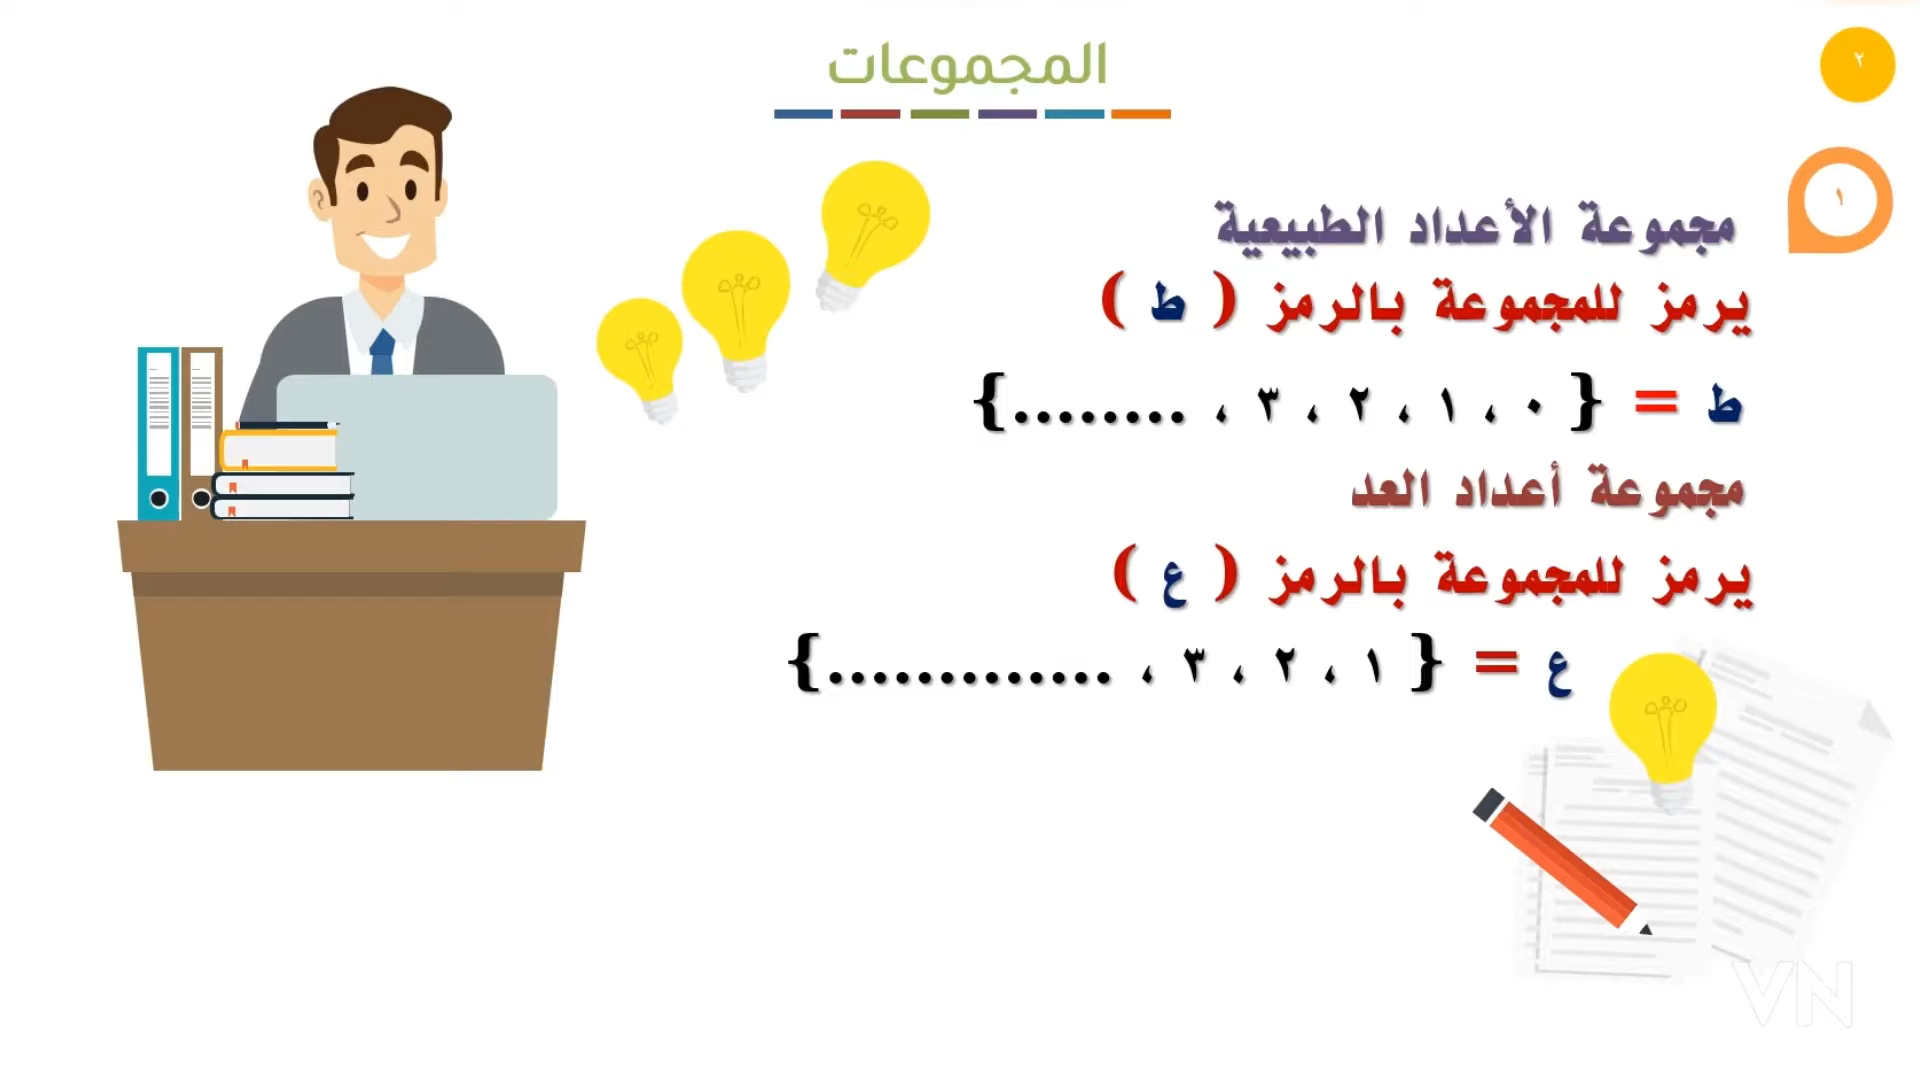 المجموعات
٢
١
مجموعة الأعداد الطبيعية
يرمز للمجموعة بالرمز ( ط )
ط = { ٠ ، ١ ، ٢ ، ٣ ، ........}
مجموعة أعداد العد
يرمز للمجموعة بالرمز ( ع )
ع = { ١ ، ٢ ، ٣ ، .............}
VN